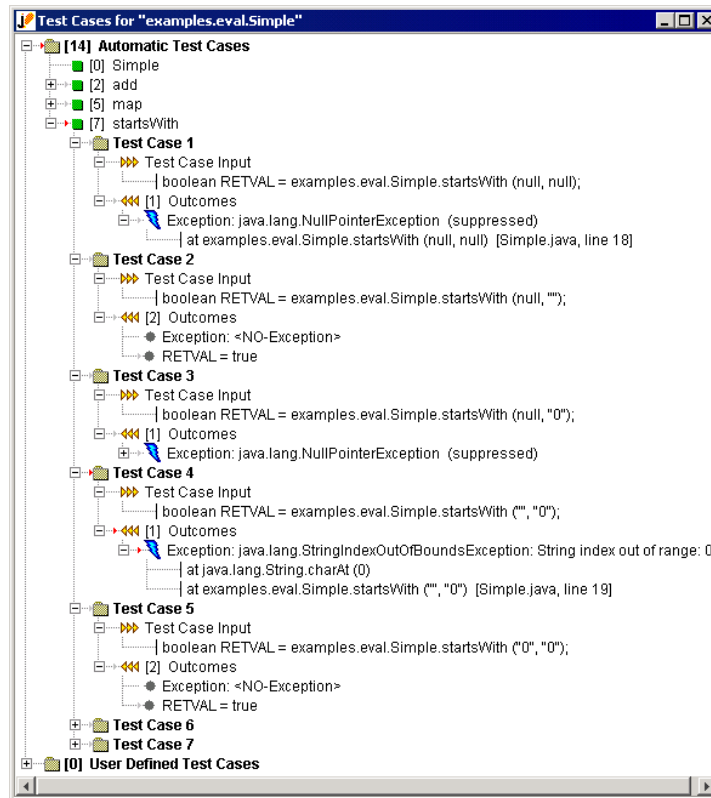 Test Cases for "examples.eval.Simple"
[14] Automatic Test Cases
[0] Simple
[2] add
[5] map
[7] startsWith
Test Case 1
Test Case Input
boolean RETVAL = examples.eval.Simple.startsWith (null, null);
[1] Outcomes
Exception: java.lang.NullPointerException (suppressed)
at examples.eval.Simple.startsWith (null, null) [Simple.java, line 18]
Test Case 2
Test Case Input
boolean RETVAL = examples.eval.Simple.startsWith (null, "");
[2] Outcomes
Exception: <NO-Exception>
RETVAL = true
Test Case 3
Test Case Input
boolean RETVAL = examples.eval.Simple.startsWith (null, "0");
[1] Outcomes
Exception: java.lang.NullPointerException (suppressed)
Test Case 4
Test Case Input
boolean RETVAL = examples.eval.Simple.startsWith ("", "0");
[1] Outcomes
Exception: java.lang.StringIndexOutOfBoundsException: String index out of range: 0
at java.lang.String.charAt (0)
at examples.eval.Simple.startsWith ("", "0") [Simple.java, line 19]
Test Case 5
Test Case Input
boolean RETVAL = examples.eval.Simple.startsWith ("0", "0");
[2] Outcomes
Exception: <NO-Exception>
RETVAL = true
Test Case 6
Test Case 7
[0] User Defined Test Cases